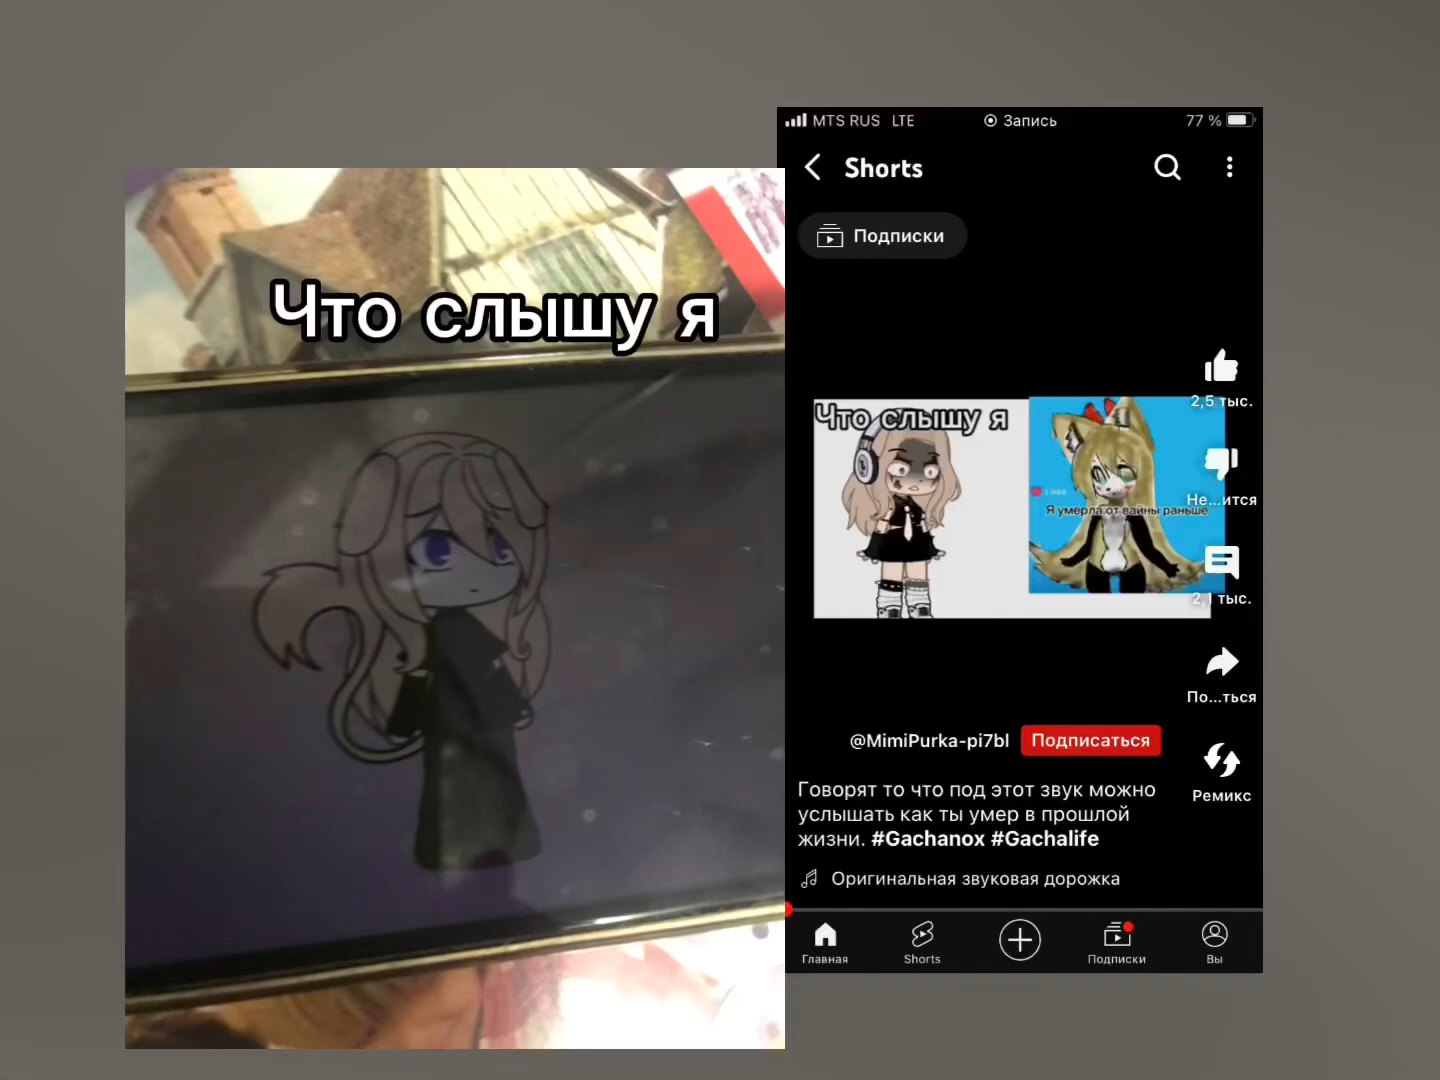 Что слышу я
MTS RUS LTE
Запись
77 %
Shorts
Подписки
Что слышу я
Likee
Я умерла от вайны раньше
2,5 тыс.
Не...ится
2,1 тыс.
По...ться
Ремикс
@MimiPurka-pi7bl
Подписаться
Говорят то что под этот звук можно
услышать как ты умер в прошлой
жизни. #Gachanox #Gachalife
Оригинальная звуковая дорожка
Главная
Shorts
Подписки
Вы